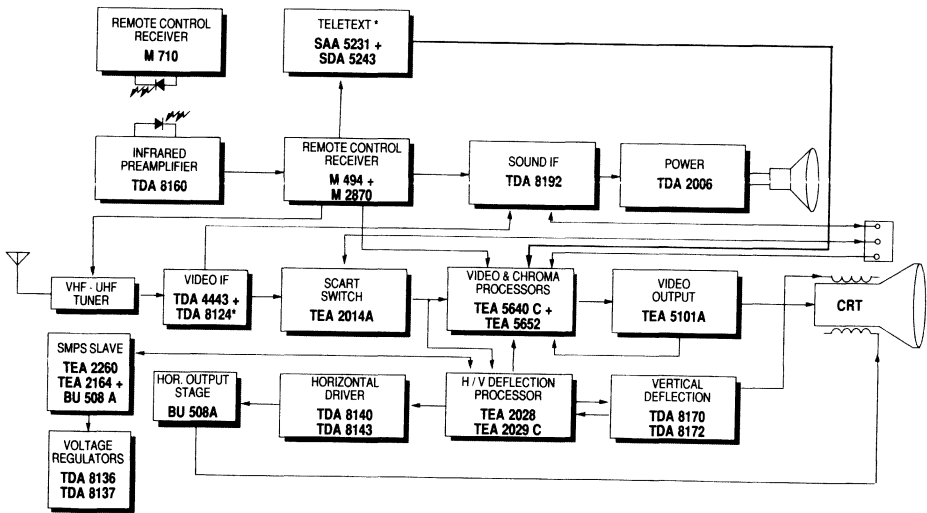 REMOTE CONTROL
RECEIVER
M 710
TELETEXT *
SAA 5231 +
SDA 5243
INFRARED
PREAMPLIFIER
TDA 8160
REMOTE CONTROL
RECEIVER
M 494 +
M 2870
SOUND IF
TDA 8192
POWER
TDA 2006
VHF - UHF
TUNER
VIDEO IF
TDA 4443 +
TDA 8124*
SCART
SWITCH
TEA 2014A
VIDEO & CHROMA
PROCESSORS
TEA 5640 C +
TEA 5652
VIDEO
OUTPUT
TEA 5101A
CRT
SMPS SLAVE
TEA 2260
TEA 2164 +
BU 508 A
HOR. OUTPUT
STAGE
BU 508A
HORIZONTAL
DRIVER
TDA 8140
TDA 8143
H / V DEFLECTION
PROCESSOR
TEA 2028
TEA 2029 C
VERTICAL
DEFLECTION
TDA 8170
TDA 8172
VOLTAGE
REGULATORS
TDA 8136
TDA 8137